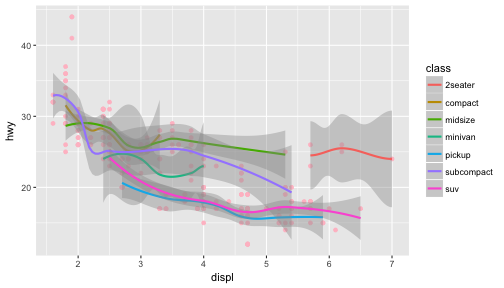 hwy
40
30
20
2
3
4
5
6
7
displ
class
2seater
compact
midsize
minivan
pickup
subcompact
suv